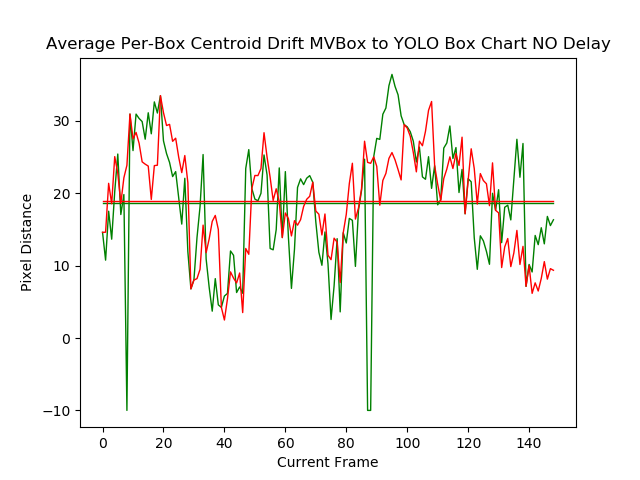 Average Per-Box Centroid Drift MVBox to YOLO Box Chart NO Delay
30
20
10
0
−10
Pixel Distance
0 20 40 60 80 100 120 140
Current Frame